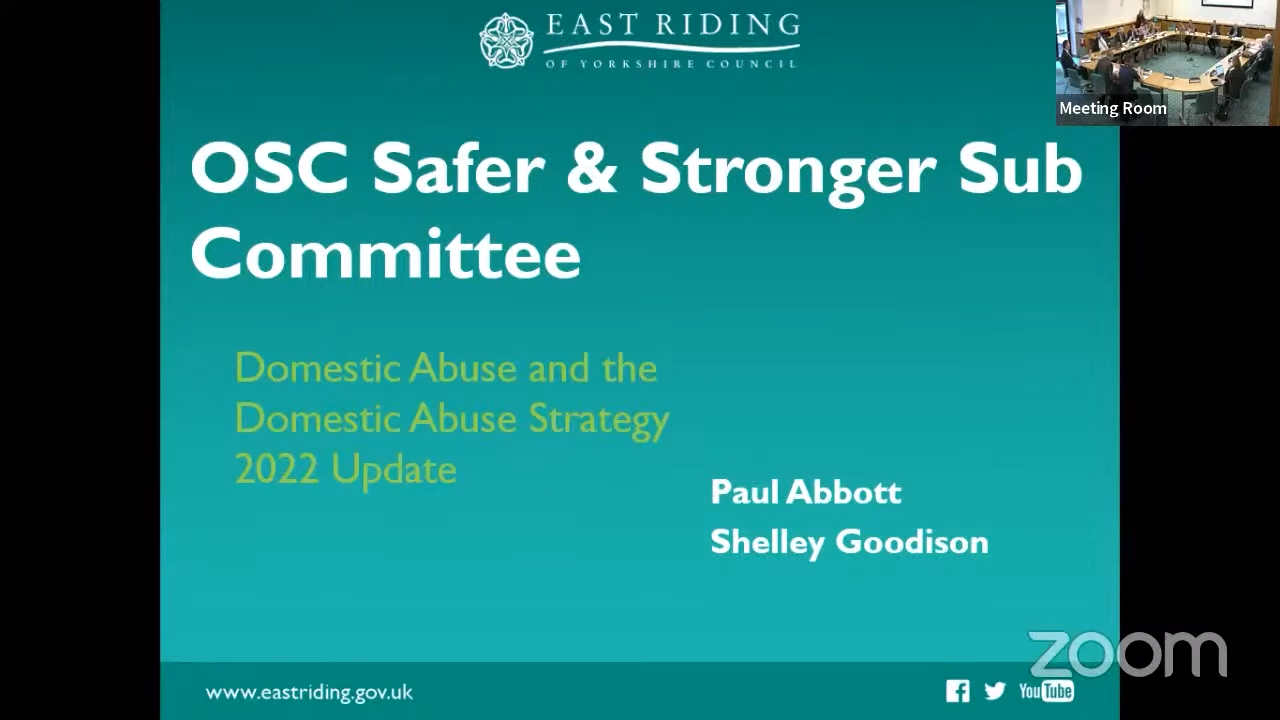 EAST RIDING
OF YORKSHIRE COUNCIL
Meeting Room
OSC Safer & Stronger Sub
Committee
Domestic Abuse and the
Domestic Abuse Strategy
2022 Update
Paul Abbott
Shelley Goodison
zoom
www.eastriding.gov.uk
YouTube